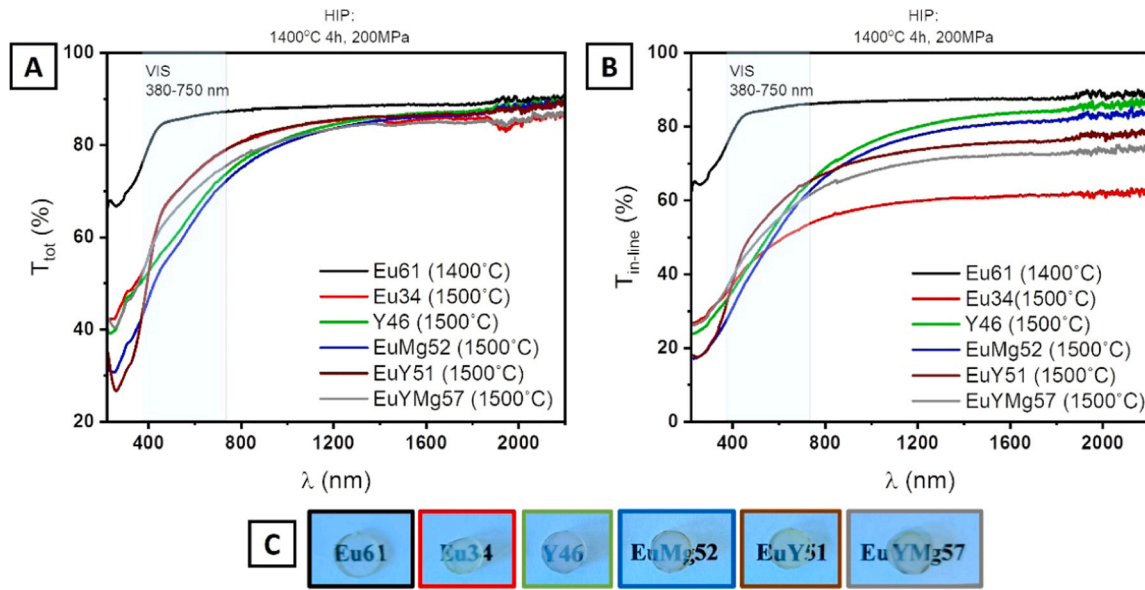 HIP:
1400°C 4h, 200MPa
A
VIS
380-750 nm
T_tot (%)
100
80
60
40
20
Eu61 (1400°C)
Eu34 (1500°C)
Y46 (1500°C)
EuMg52 (1500°C)
EuY51 (1500°C)
EuYMg57 (1500°C)
400 800 1200 1600 2000
λ (nm)
HIP:
1400°C 4h, 200MPa
B
VIS
380-750 nm
T_in-line (%)
100
80
60
40
20
0
Eu61 (1400°C)
Eu34(1500°C)
Y46 (1500°C)
EuMg52 (1500°C)
EuY51 (1500°C)
EuYMg57 (1500°C)
400 800 1200 1600 2000
λ (nm)
C
Eu61 Eu34 Y46 EuMg52 EuY51 EuYMg57